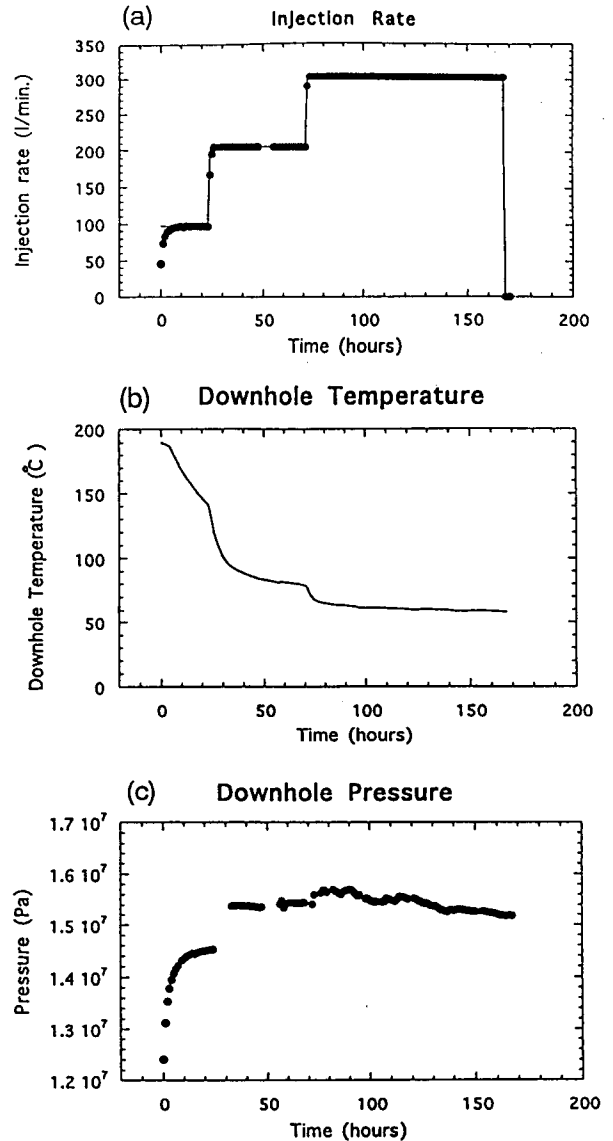 (a) Injection Rate
350
300
250
200
150
100
50
0
Injection rate (l/min.)
0 50 100 150 200
Time (hours)
(b) Downhole Temperature
200
150
100
50
0
Downhole Temperature (°C)
0 50 100 150 200
Time (hours)
(c) Downhole Pressure
1.7 10⁷
1.6 10⁷
1.5 10⁷
1.4 10⁷
1.3 10⁷
1.2 10⁷
Pressure (Pa)
0 50 100 150 200
Time (hours)